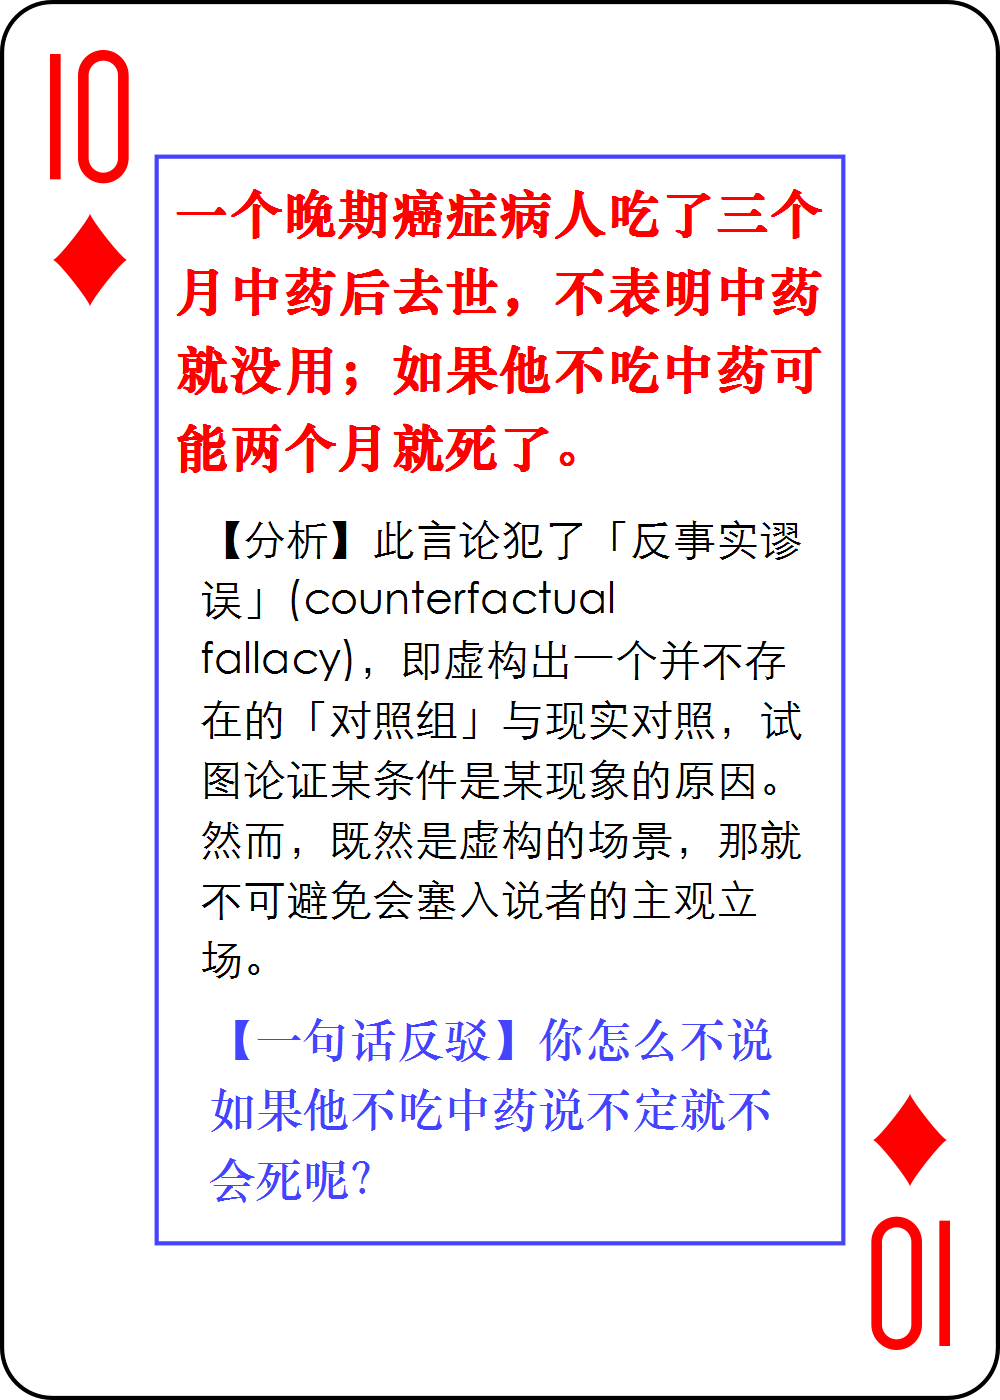 10
一个晚期癌症病人吃了三个
月中药后去世，不表明中药
就没用；如果他不吃中药可
能两个月就死了。
【分析】此言论犯了「反事实谬
误」(counterfactual
fallacy)，即虚构出一个并不存
在的「对照组」与现实对照，试
图论证某条件是某现象的原因。
然而，既然是虚构的场景，那就
不可避免会塞入说者的主观立
场。
【一句话反驳】你怎么不说
如果他不吃中药说不定就不
会死呢？
10